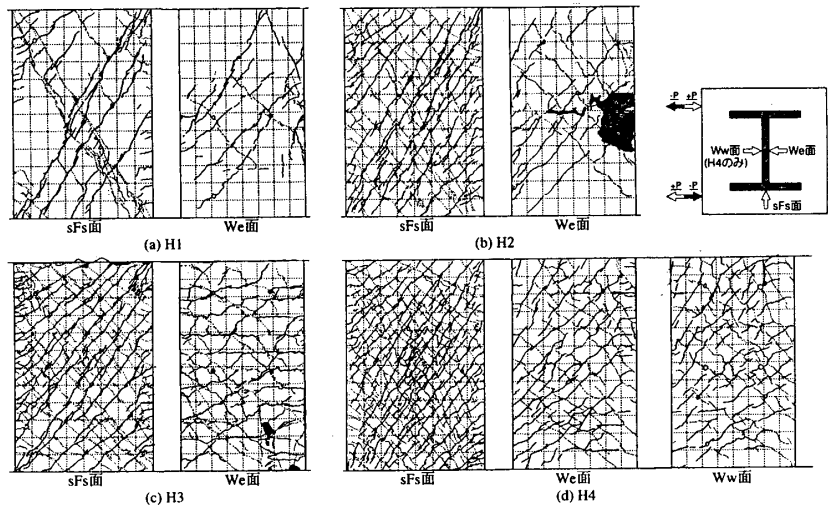 sFs面
We面
(a) H1
sFs面
We面
(b) H2
-P +P
Ww面
(H4のみ)
We面
+P -P
sFs面
sFs面
We面
(c) H3
sFs面
We面
Ww面
(d) H4